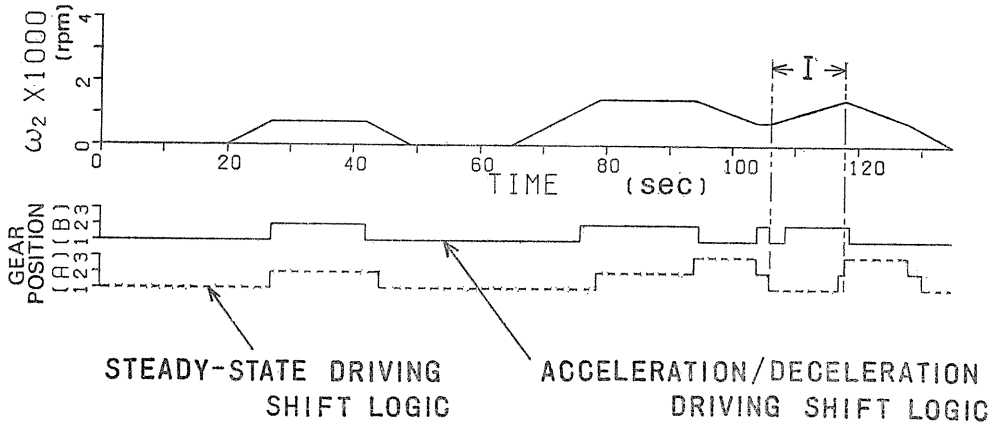 ω₂ X1000
(rpm)
4
2
0
I
0 20 40 60 80 100 120
TIME (sec)
GEAR
POSITION
(A)(B)
123
123
STEADY-STATE DRIVING
SHIFT LOGIC
ACCELERATION/DECELERATION
DRIVING SHIFT LOGIC